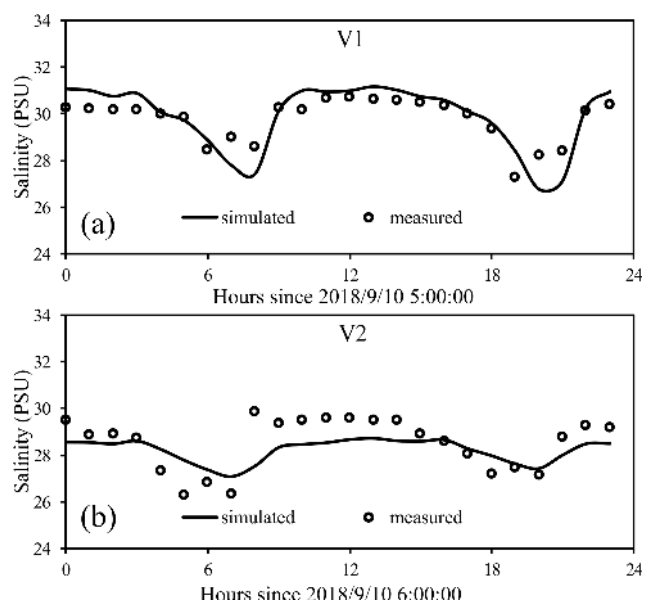 V1
34
32
30
28
26
24
Salinity (PSU)
(a)
simulated
measured
0 6 12 18 24
Hours since 2018/9/10 5:00:00
V2
34
32
30
28
26
24
Salinity (PSU)
(b)
simulated
measured
0 6 12 18 24
Hours since 2018/9/10 6:00:00